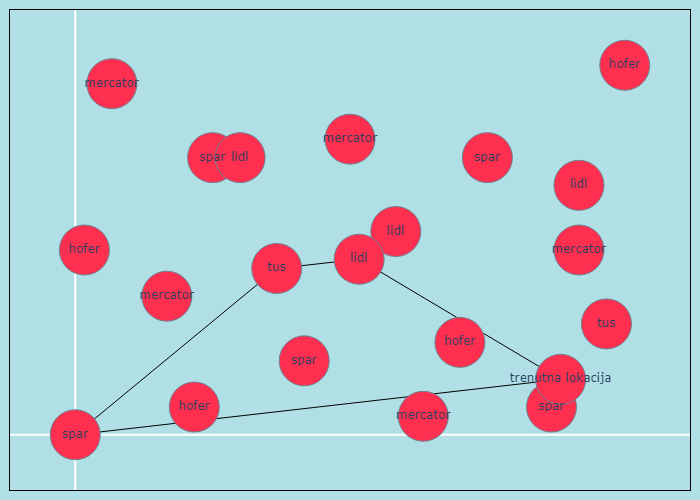 hofer
mercator
mercator
spar
lidl
spar
lidl
lidl
hofer
mercator
lidl
tus
mercator
tus
hofer
spar
trenutna lokacija
hofer
spar
mercator
spar